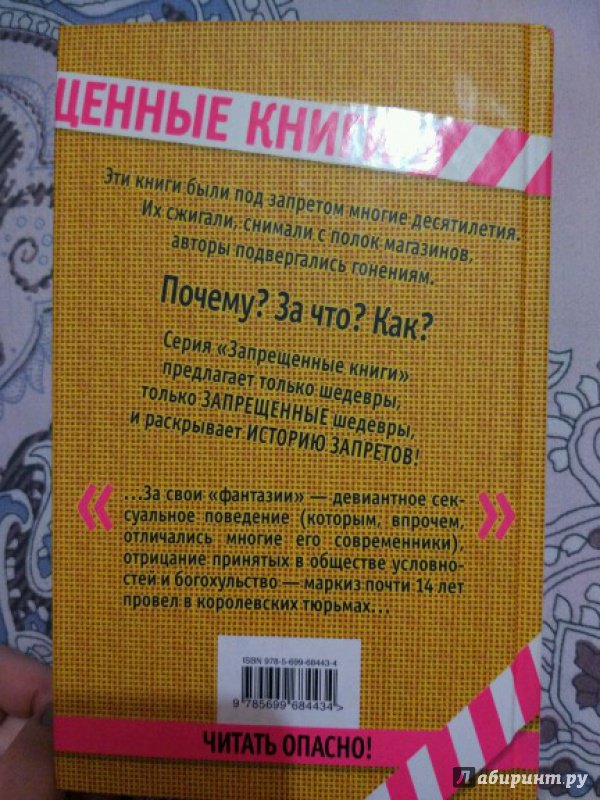 ЩЕННЫЕ КНИГ
Эти книги были под запретом многие десятилетия.
Их сжигали, снимали с полок магазинов,
авторы подвергались гонениям.
Почему? За что? Как?
Серия «Запрещенные книги»
предлагает только шедевры,
только ЗАПРЕЩЕННЫЕ шедевры,
и раскрывает ИСТОРИЮ ЗАПРЕТОВ!
« …За свои «фантазии» — девиантное сек- »
суальное поведение (которым, впрочем,
отличались многие его современники),
отрицание принятых в обществе условно-
стей и богохульство — маркиз почти 14 лет
провел в королевских тюрьмах…
ISBN 978-5-699-68443-4
9 785699 684434>
ЧИТАТЬ ОПАСНО!
Лабиринт.ру